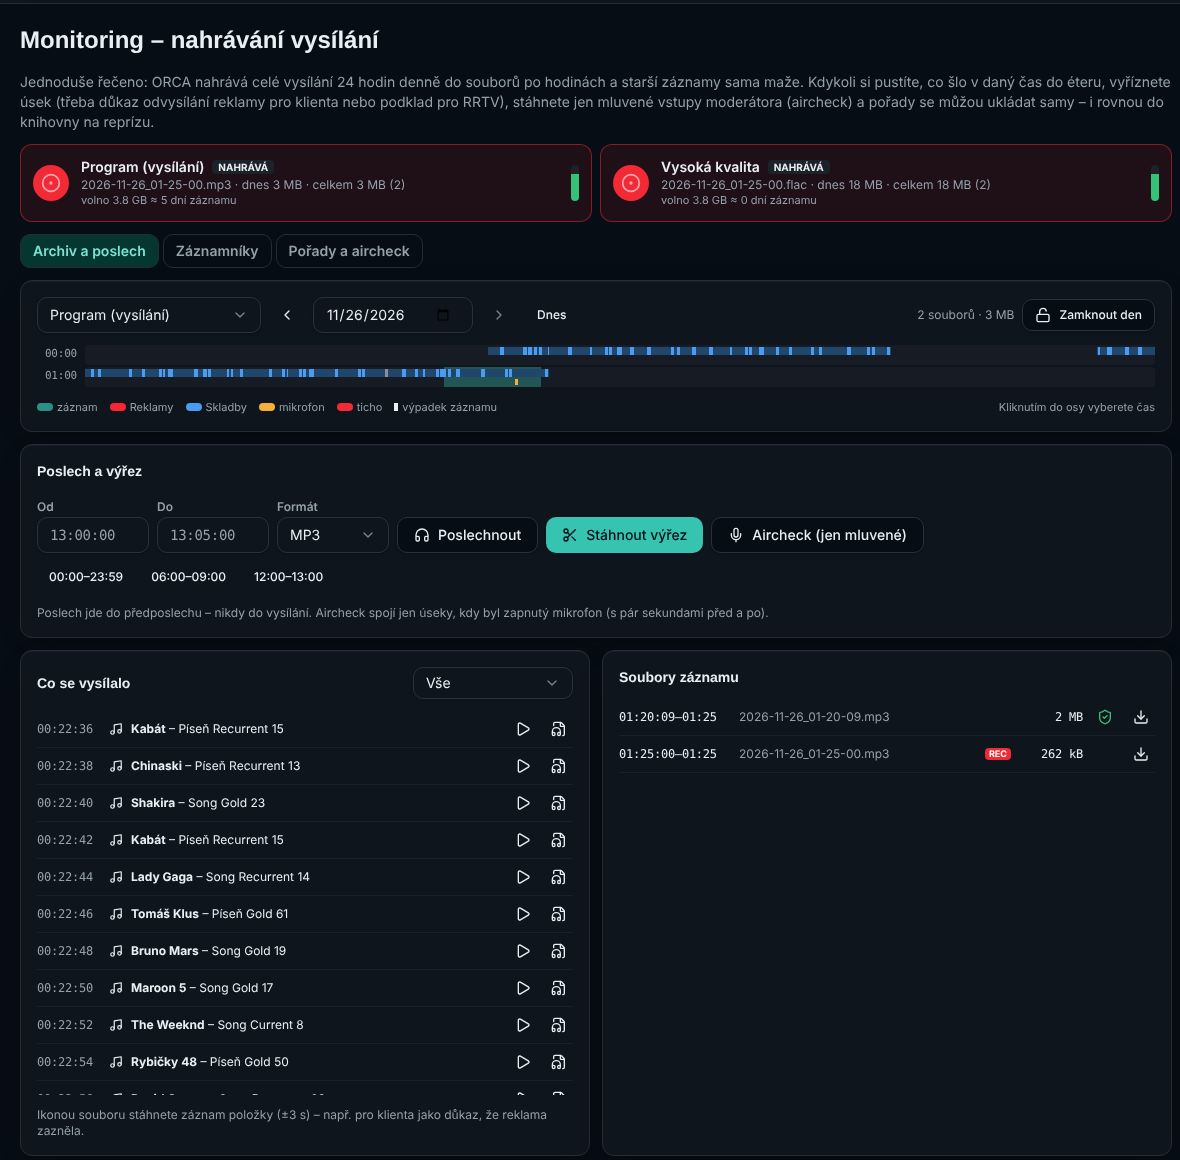 Monitoring – nahrávání vysílání
Jednoduše řečeno: ORCA nahrává celé vysílání 24 hodin denně do souborů po hodinách a starší záznamy sama maže. Kdykoli si pustíte, co šlo v daný čas do éteru, vyříznete
úsek (třeba důkaz odvysílání reklamy pro klienta nebo podklad pro RRTV), stáhnete jen mluvené vstupy moderátora (aircheck) a pořady se můžou ukládat samy – i rovnou do
knihovny na reprízu.
Program (vysílání) NAHRÁVÁ
2026-11-26_01-25-00.mp3 · dnes 3 MB · celkem 3 MB (2)
volno 3.8 GB ≈ 5 dní záznamu
Vysoká kvalita NAHRÁVÁ
2026-11-26_01-25-00.flac · dnes 18 MB · celkem 18 MB (2)
volno 3.8 GB ≈ 0 dní záznamu
Archiv a poslech Záznamníky Pořady a aircheck
Program (vysílání) 11/26/2026 Dnes 2 souborů · 3 MB Zamknout den
00:00
01:00
záznam Reklamy Skladby mikrofon ticho výpadek záznamu Kliknutím do osy vyberete čas
Poslech a výřez
Od Do Formát
13:00:00 13:05:00 MP3 Poslechnout Stáhnout výřez Aircheck (jen mluvené)
00:00–23:59 06:00–09:00 12:00–13:00
Poslech jde do předposlechu – nikdy do vysílání. Aircheck spojí jen úseky, kdy byl zapnutý mikrofon (s pár sekundami před a po).
Co se vysílalo Vše
00:22:36 Kabát – Píseň Recurrent 15
00:22:38 Chinaski – Píseň Recurrent 13
00:22:40 Shakira – Song Gold 23
00:22:42 Kabát – Píseň Recurrent 15
00:22:44 Lady Gaga – Song Recurrent 14
00:22:46 Tomáš Klus – Píseň Gold 61
00:22:48 Bruno Mars – Song Gold 19
00:22:50 Maroon 5 – Song Gold 17
00:22:52 The Weeknd – Song Current 8
00:22:54 Rybičky 48 – Píseň Gold 50
Ikonou souboru stáhnete záznam položky (±3 s) – např. pro klienta jako důkaz, že reklama
zazněla.
Soubory záznamu
01:20:09–01:25 2026-11-26_01-20-09.mp3 2 MB
01:25:00–01:25 2026-11-26_01-25-00.mp3 REC 262 kB